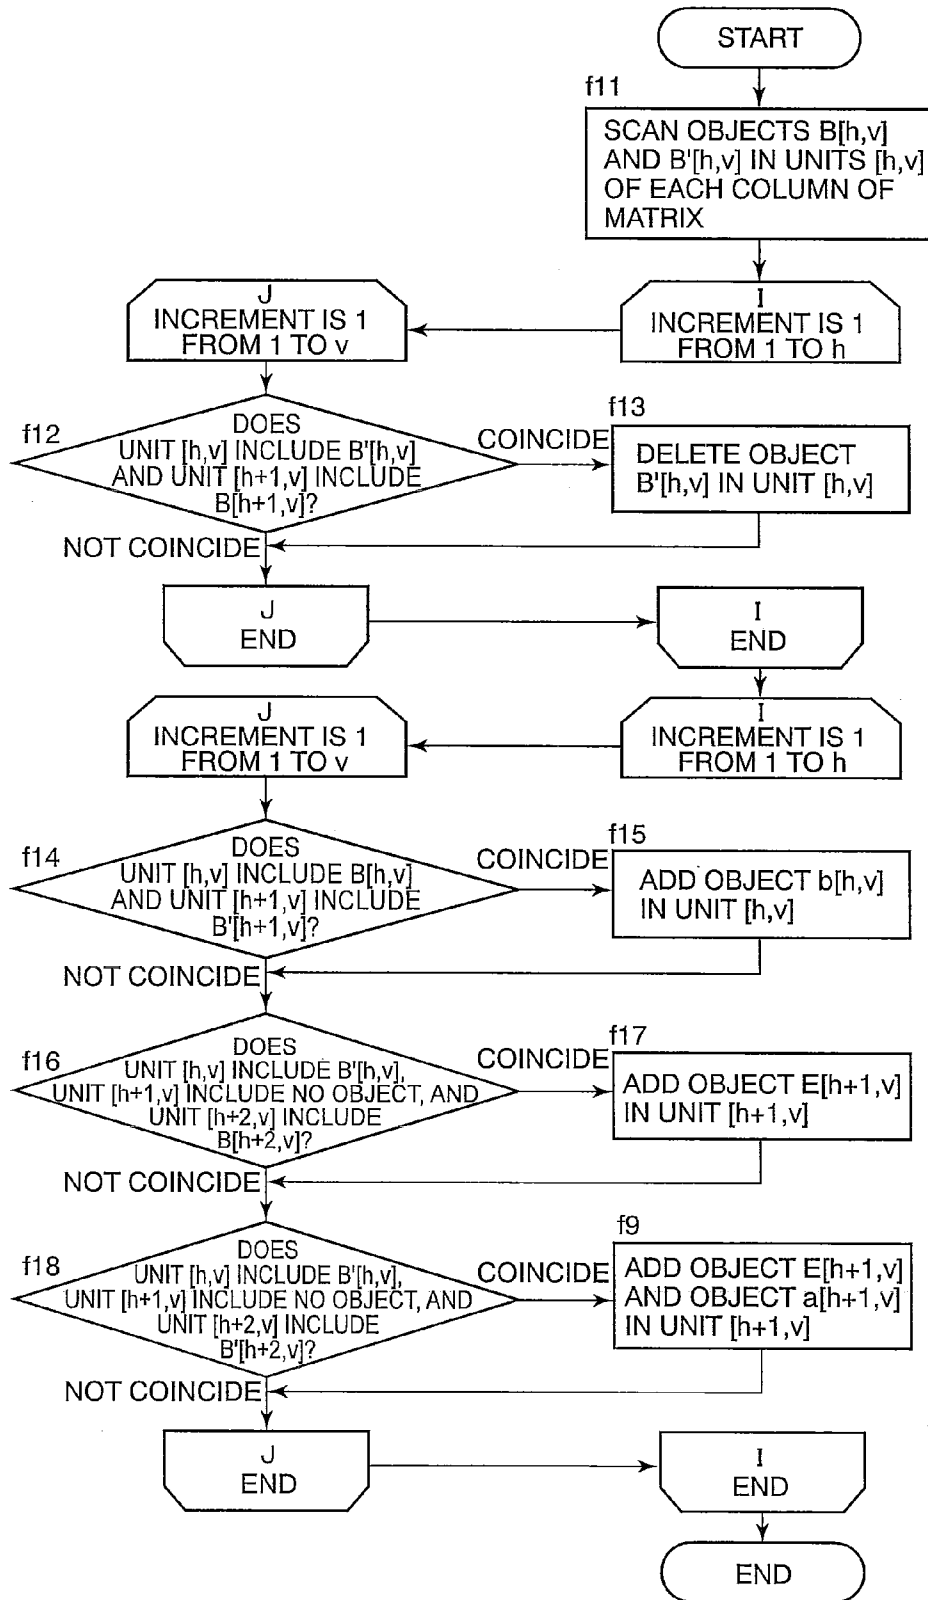 START
f11
SCAN OBJECTS B[h,v]
AND B'[h,v] IN UNITS [h,v]
OF EACH COLUMN OF
MATRIX
J
INCREMENT IS 1
FROM 1 TO v
I
INCREMENT IS 1
FROM 1 TO h
f12
DOES
UNIT [h,v] INCLUDE B'[h,v]
AND UNIT [h+1,v] INCLUDE
B[h+1,v]?
COINCIDE
f13
DELETE OBJECT
B'[h,v] IN UNIT [h,v]
NOT COINCIDE
J
END
I
END
J
INCREMENT IS 1
FROM 1 TO v
I
INCREMENT IS 1
FROM 1 TO h
f14
DOES
UNIT [h,v] INCLUDE B[h,v]
AND UNIT [h+1,v] INCLUDE
B'[h+1,v]?
COINCIDE
f15
ADD OBJECT b[h,v]
IN UNIT [h,v]
NOT COINCIDE
f16
DOES
UNIT [h,v] INCLUDE B'[h,v],
UNIT [h+1,v] INCLUDE NO OBJECT, AND
UNIT [h+2,v] INCLUDE
B[h+2,v]?
COINCIDE
f17
ADD OBJECT E[h+1,v]
IN UNIT [h+1,v]
NOT COINCIDE
f18
DOES
UNIT [h,v] INCLUDE B'[h,v],
UNIT [h+1,v] INCLUDE NO OBJECT, AND
UNIT [h+2,v] INCLUDE
B'[h+2,v]?
COINCIDE
f9
ADD OBJECT E[h+1,v]
AND OBJECT a[h+1,v]
IN UNIT [h+1,v]
NOT COINCIDE
J
END
I
END
END